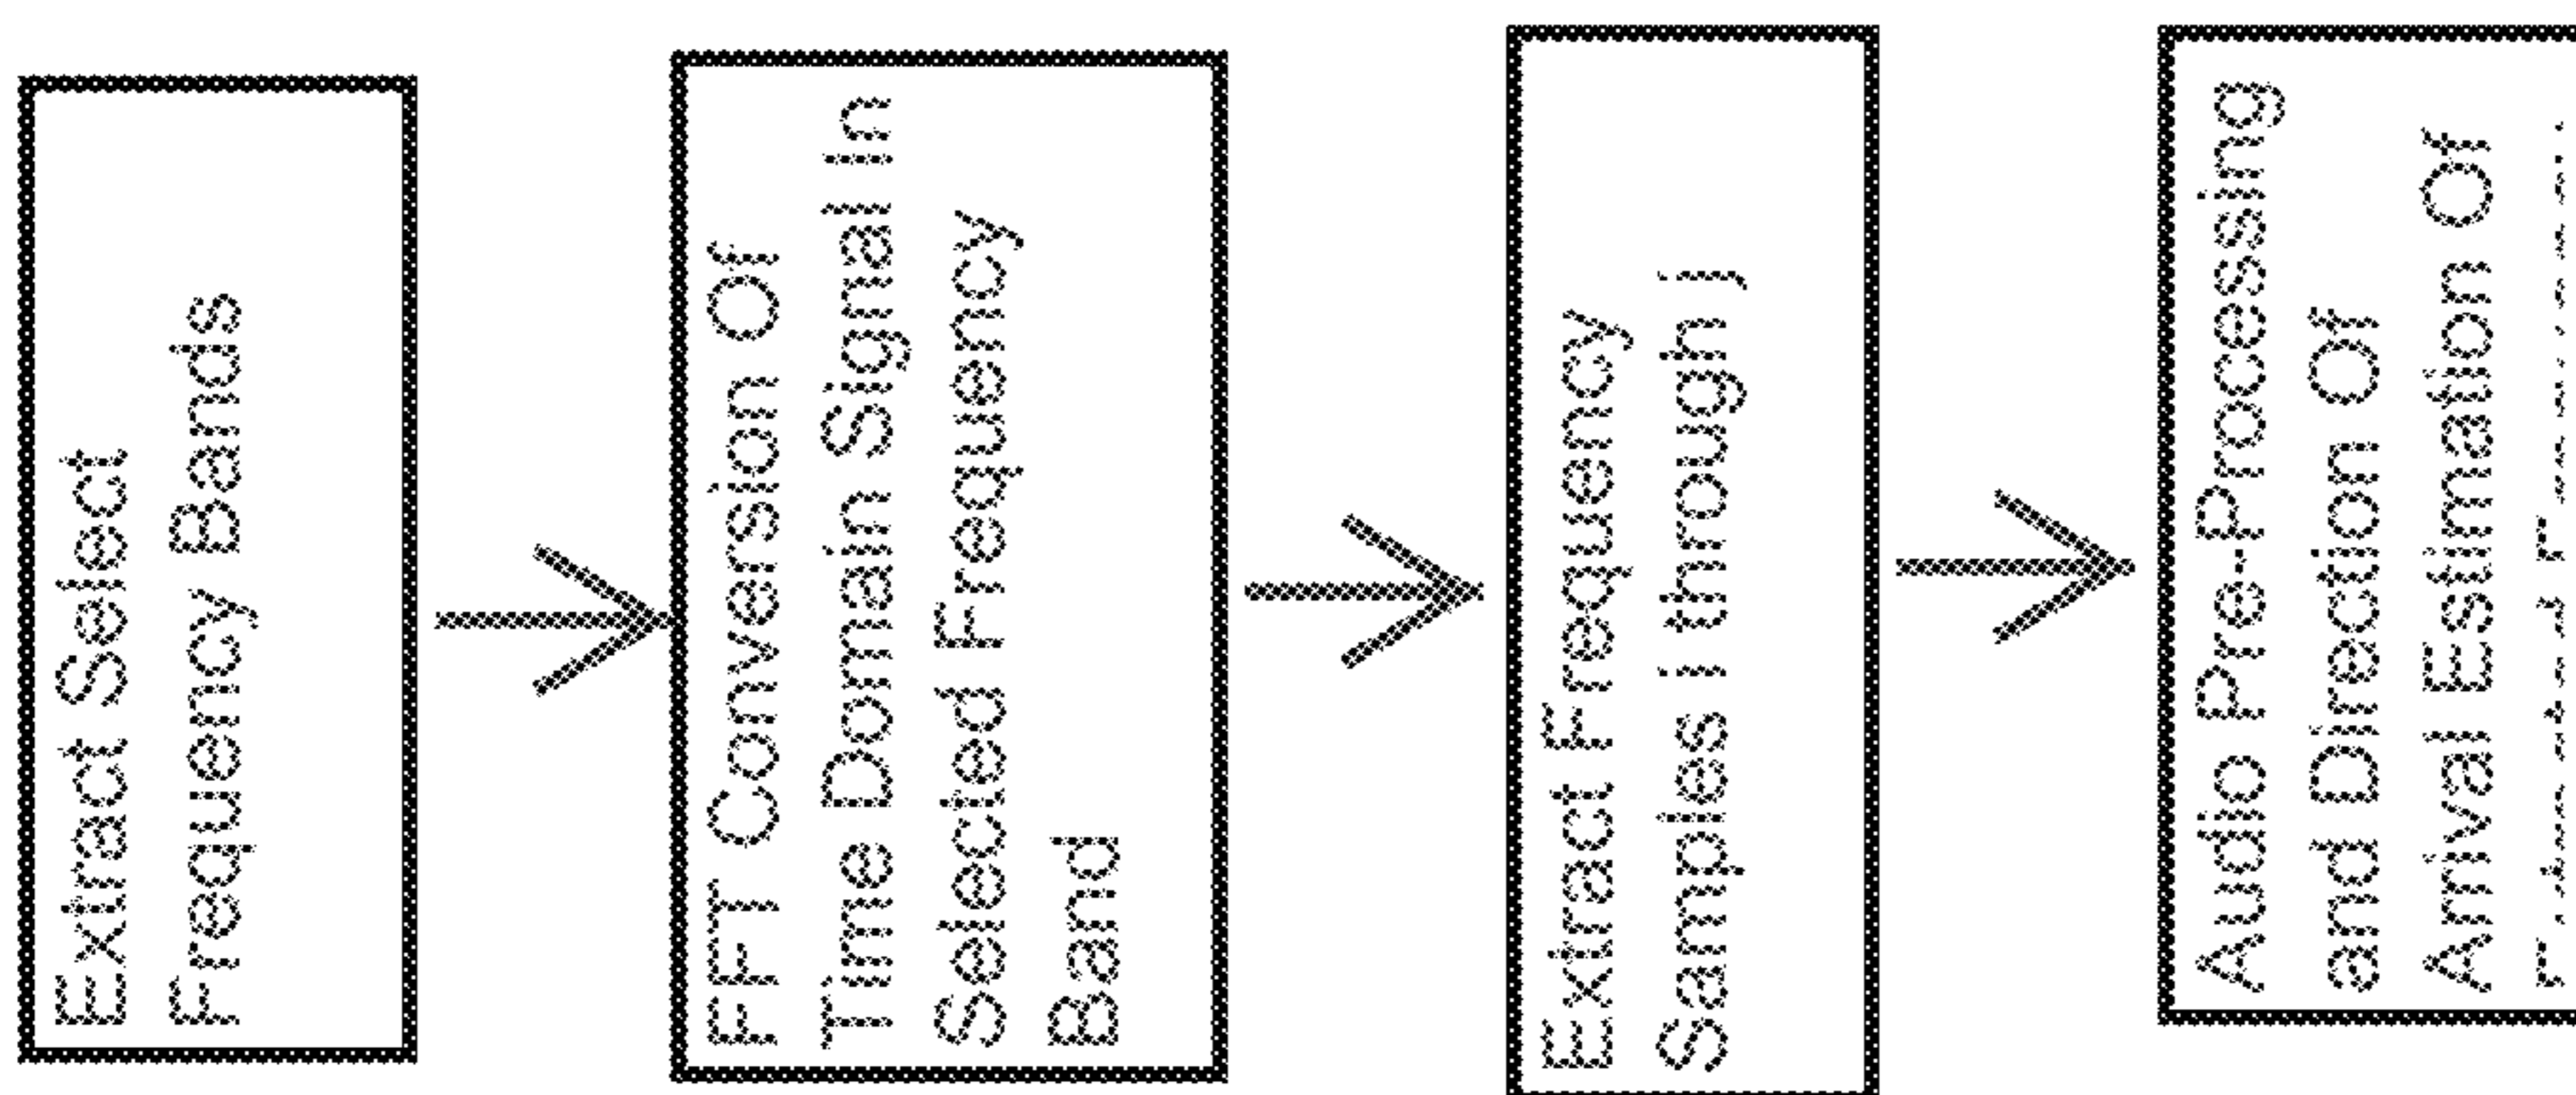 Extract Select
Frequency Bands
FFT Conversion Of
Time Domain Signal In
Selected Frequency
Band
Extract Frequency
Samples i through j
Audio Pre-Processing
and Direction Of
Arrival Estimation Of